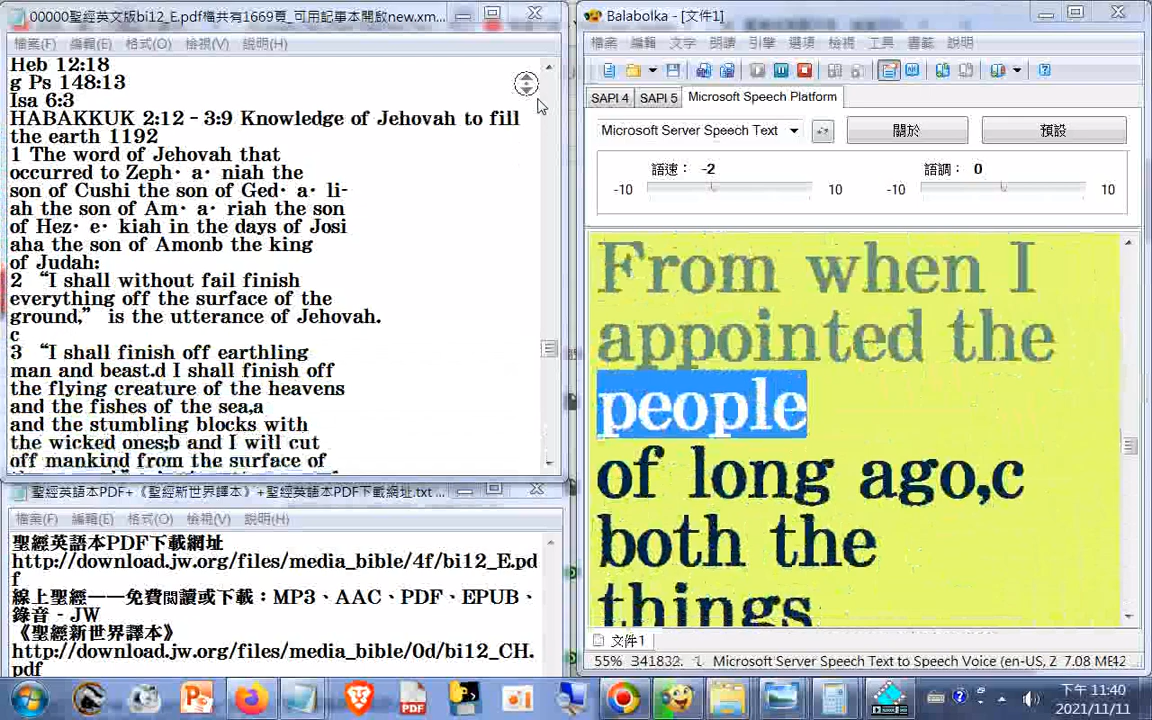 00000聖經英文版bi12_E.pdf檔共有1669頁_可用記事本開啟new.xm...
檔案(F) 編輯(E) 格式(O) 檢視(V) 說明(H)
Heb 12:18
g Ps 148:13
Isa 6:3
HABAKKUK 2:12 - 3:9 Knowledge of Jehovah to fill
the earth 1192
1 The word of Jehovah that
occurred to Zeph· a· niah the
son of Cushi the son of Ged· a· li-
ah the son of Am· a· riah the son
of Hez· e· kiah in the days of Josi
aha the son of Amonb the king
of Judah:
2 “I shall without fail finish
everything off the surface of the
ground,” is the utterance of Jehovah.
c
3 “I shall finish off earthling
man and beast.d I shall finish off
the flying creature of the heavens
and the fishes of the sea,a
and the stumbling blocks with
the wicked ones;b and I will cut
off mankind from the surface of
聖經英語本PDF+《聖經新世界譯本》+聖經英語本PDF下載網址.txt ...
檔案(F) 編輯(E) 格式(O) 檢視(V) 說明(H)
聖經英語本PDF下載網址
http://download.jw.org/files/media_bible/4f/bi12_E.pd
f
線上聖經——免費閱讀或下載：MP3、AAC、PDF、EPUB、
錄音 - JW
《聖經新世界譯本》
http://download.jw.org/files/media_bible/0d/bi12_CH.
pdf
Balabolka - [文件1]
檔案 編輯 文字 朗讀 引擎 選項 檢視 工具 書籤 說明
SAPI 4 SAPI 5 Microsoft Speech Platform
Microsoft Server Speech Text 關於 預設
語速： -2 語調： 0
-10 10 -10 10
From when I
appointed the
people
of long ago,c
both the
things
文件1
55% 341832. Microsoft Server Speech Text to Speech Voice (en-US, Z 7.08 ME42
下午 11:40
2021/11/11